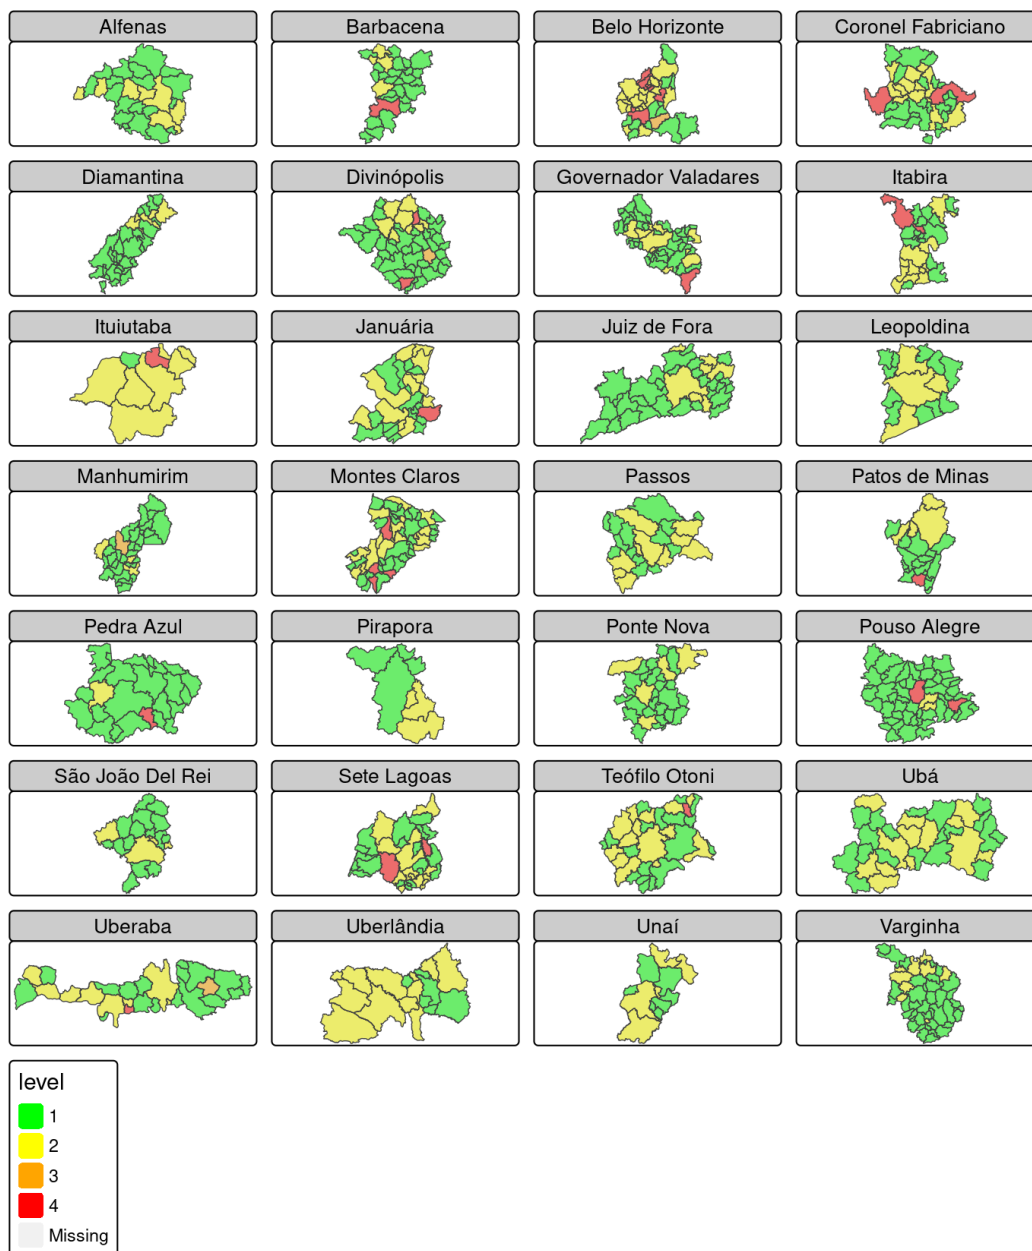 Alfenas
Barbacena
Belo Horizonte
Coronel Fabriciano
Diamantina
Divinópolis
Governador Valadares
Itabira
Ituiutaba
Januária
Juiz de Fora
Leopoldina
Manhumirim
Montes Claros
Passos
Patos de Minas
Pedra Azul
Pirapora
Ponte Nova
Pouso Alegre
São João Del Rei
Sete Lagoas
Teófilo Otoni
Ubá
Uberaba
Uberlândia
Unaí
Varginha
level
1
2
3
4
Missing